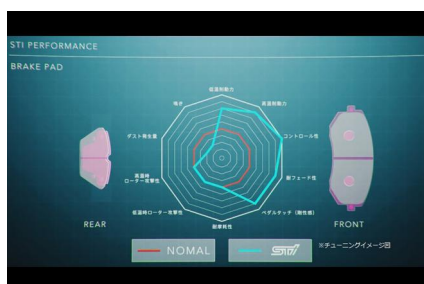 STI PERFORMANCE
BRAKE PAD
低温制動力
鳴き
高温制動力
ダスト発生量
コントロール性
高温時
ローター攻撃性
耐フェード性
低温時ローター攻撃性
ペダルタッチ（剛性感）
耐摩耗性
REAR
FRONT
NOMAL
STI
※チューニングイメージ図